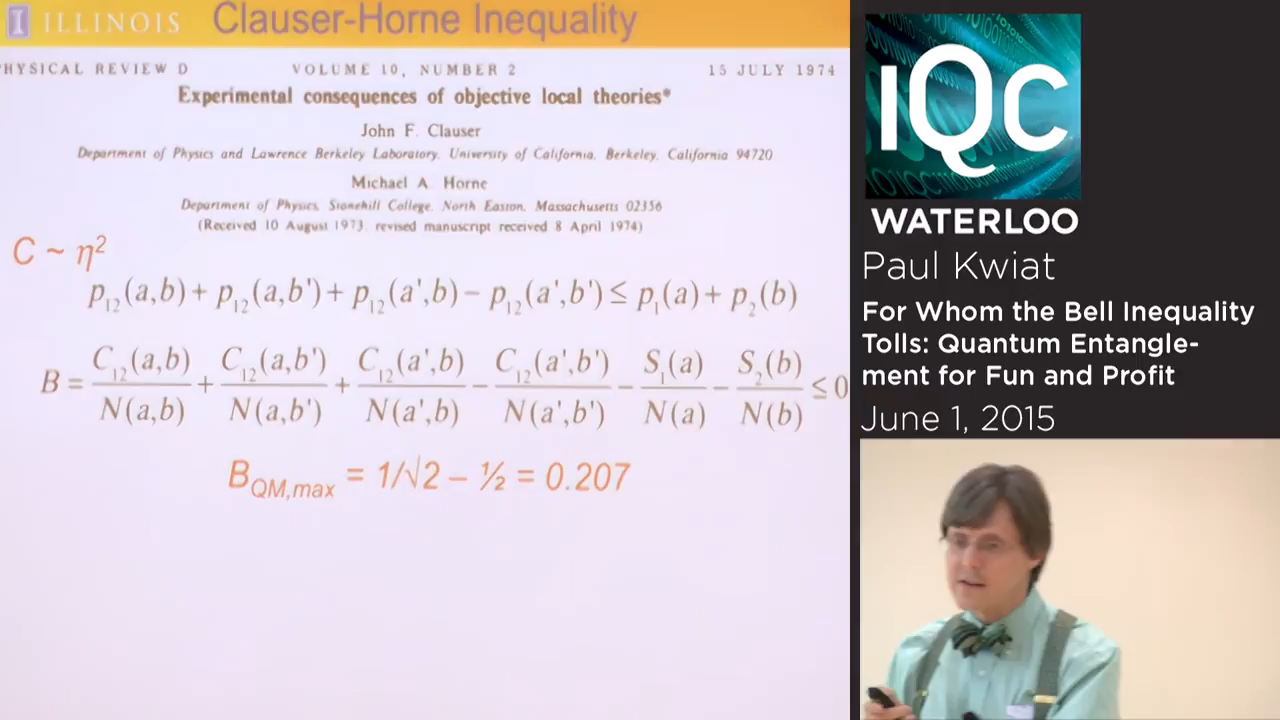 I ILLINOIS Clauser-Horne Inequality
HYSICAL REVIEW D VOLUME 10, NUMBER 2 15 JULY 1974
Experimental consequences of objective local theories*
John F. Clauser
Department of Physics and Lawrence Berkeley Laboratory, University of California, Berkeley, California 94720
Michael A. Horne
Department of Physics, Stonehill College, North Easton, Massachusetts 02356
(Received 10 August 1973; revised manuscript received 8 April 1974)
C ~ η²
p₁₂(a,b) + p₁₂(a,b') + p₁₂(a',b) − p₁₂(a',b') ≤ p₁(a) + p₂(b)
B = C₁₂(a,b)/N(a,b) + C₁₂(a,b')/N(a,b') + C₁₂(a',b)/N(a',b) − C₁₂(a',b')/N(a',b') − S₁(a)/N(a) − S₂(b)/N(b) ≤ 0
B_QM,max = 1/√2 − ½ = 0.207
IQC
WATERLOO
Paul Kwiat
For Whom the Bell Inequality
Tolls: Quantum Entangle-
ment for Fun and Profit
June 1, 2015